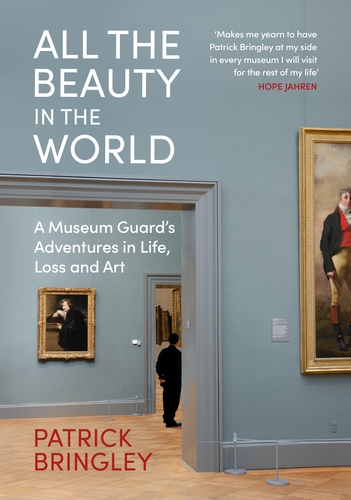 ALL THE
BEAUTY
IN THE
WORLD
‘Makes me yearn to have
Patrick Bringley at my side
in every museum I will visit
for the rest of my life’
HOPE JAHREN
A Museum Guard’s
Adventures in Life,
Loss and Art
PATRICK
BRINGLEY